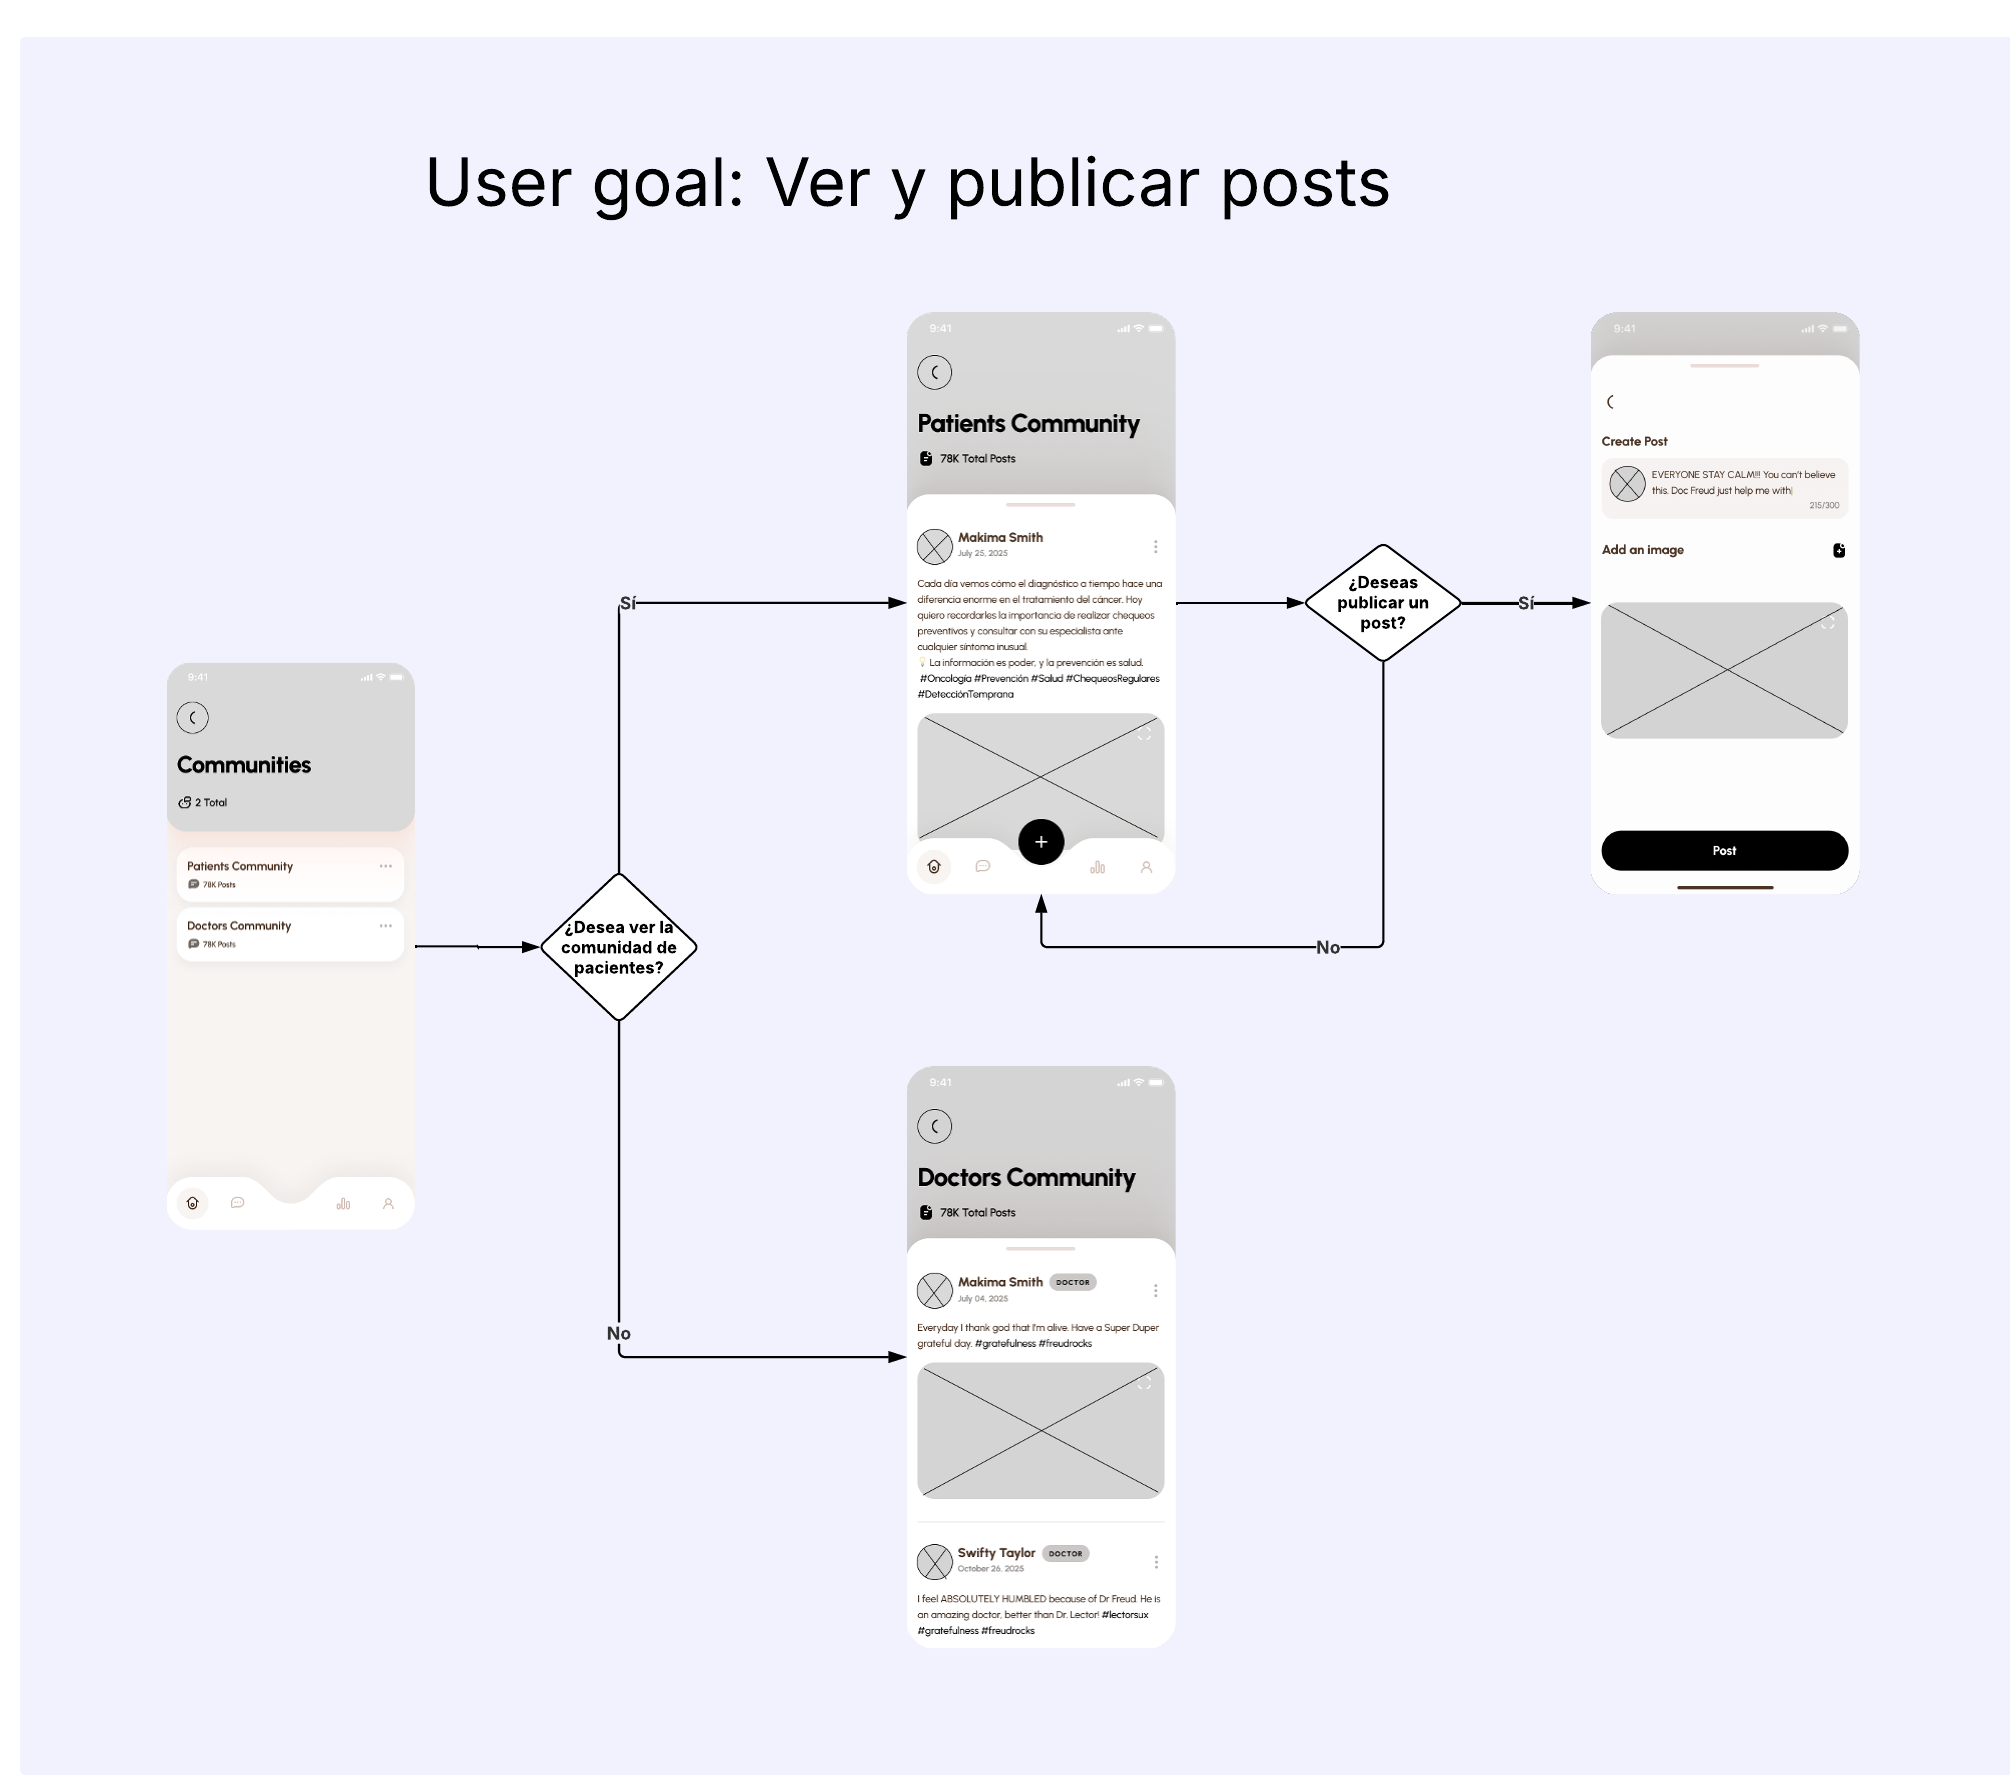 User goal: Ver y publicar posts
9:41
Communities
2 Total
Patients Community
78K Posts
Doctors Community
78K Posts
¿Desea ver la
comunidad de
pacientes?
Sí
No
9:41
Patients Community
78K Total Posts
Makima Smith
July 25, 2025
Cada día vemos cómo el diagnóstico a tiempo hace una
diferencia enorme en el tratamiento del cáncer. Hoy
quiero recordarles la importancia de realizar chequeos
preventivos y consultar con su especialista ante
cualquier síntoma inusual.
💡 La información es poder, y la prevención es salud.
#Oncología #Prevención #Salud #ChequeosRegulares
#DetecciónTemprana
+
¿Deseas
publicar un
post?
Sí
No
9:41
Create Post
EVERYONE STAY CALM!!! You can't believe
this. Doc Freud just help me with|
215/300
Add an image
Post
9:41
Doctors Community
78K Total Posts
Makima Smith DOCTOR
July 04, 2025
Everyday I thank god that I'm alive. Have a Super Duper
grateful day. #gratefulness #freudrocks
Swifty Taylor DOCTOR
October 26, 2025
I feel ABSOLUTELY HUMBLED because of Dr Freud. He is
an amazing doctor, better than Dr. Lector! #lectorsux
#gratefulness #freudrocks